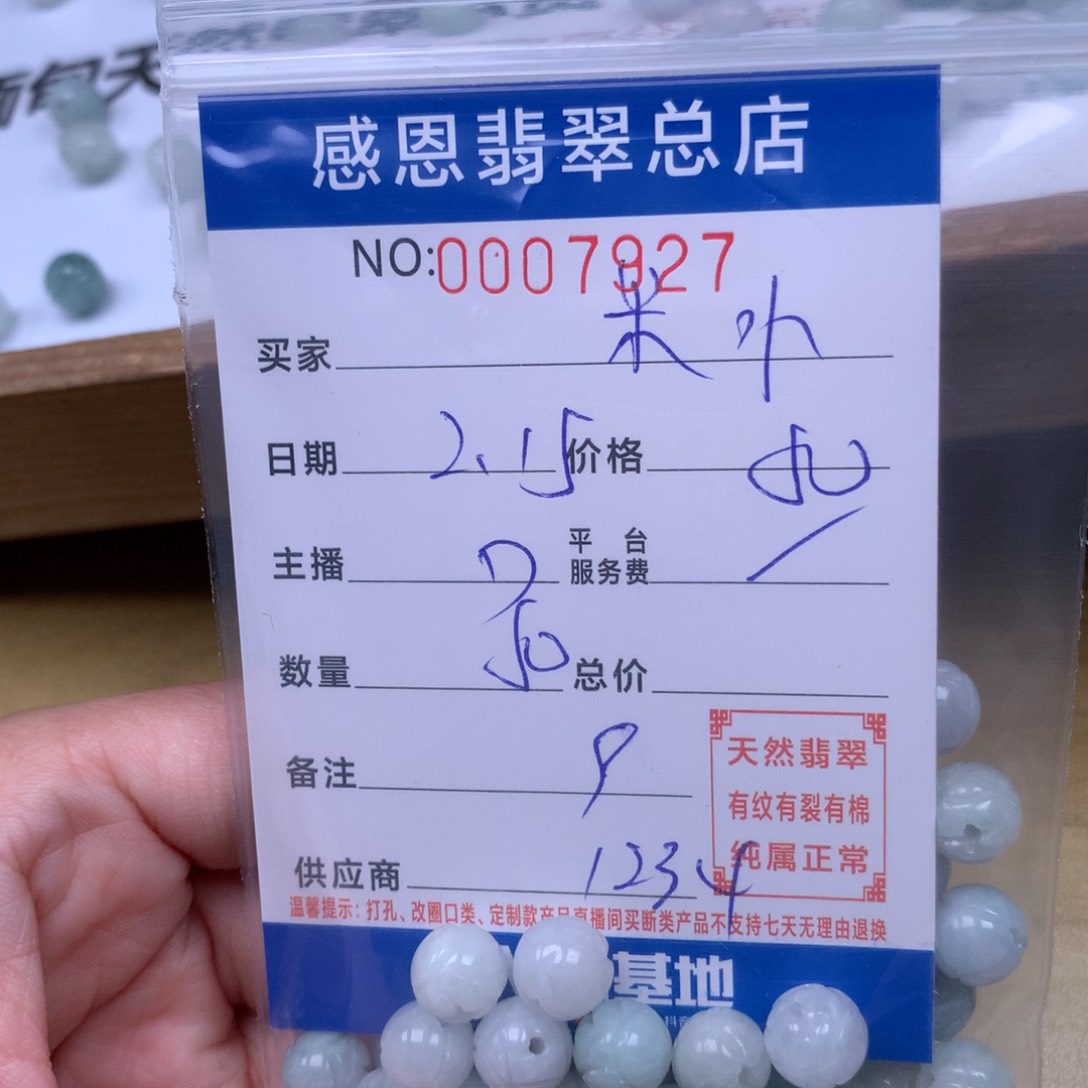 感恩翡翠总店
NO:0007927
买家 米
日期 2.15 价格 50
主播 平台服务费 /
数量 50 总价
备注 9
供应商 1234
天然翡翠
有纹有裂有棉
纯属正常
温馨提示：打孔、改圈口类、定制款产品直播间买断类产品不支持七天无理由退换
基地